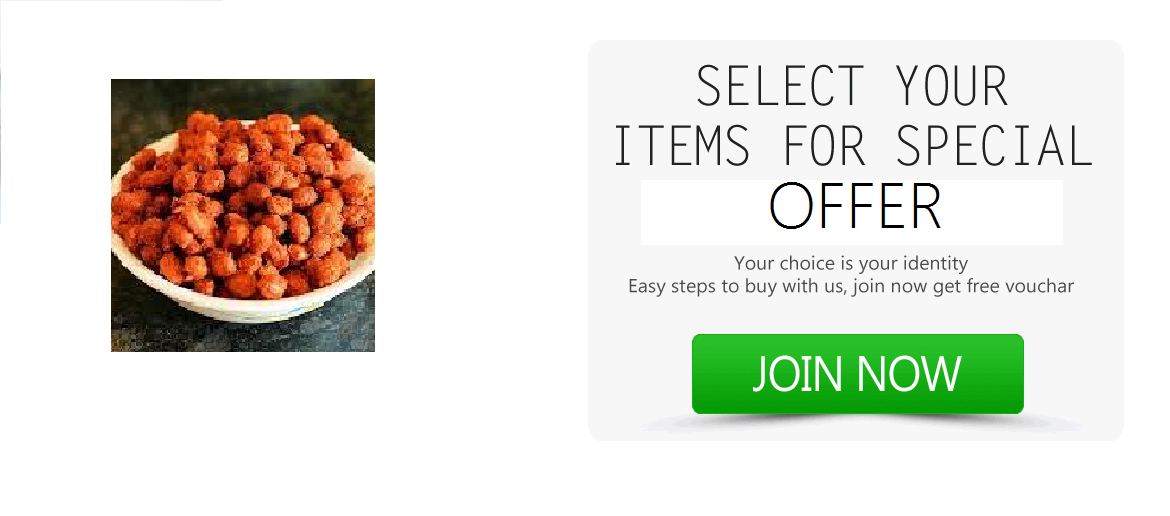 SELECT YOUR
ITEMS FOR SPECIAL
OFFER
Your choice is your identity
Easy steps to buy with us, join now get free vouchar
JOIN NOW